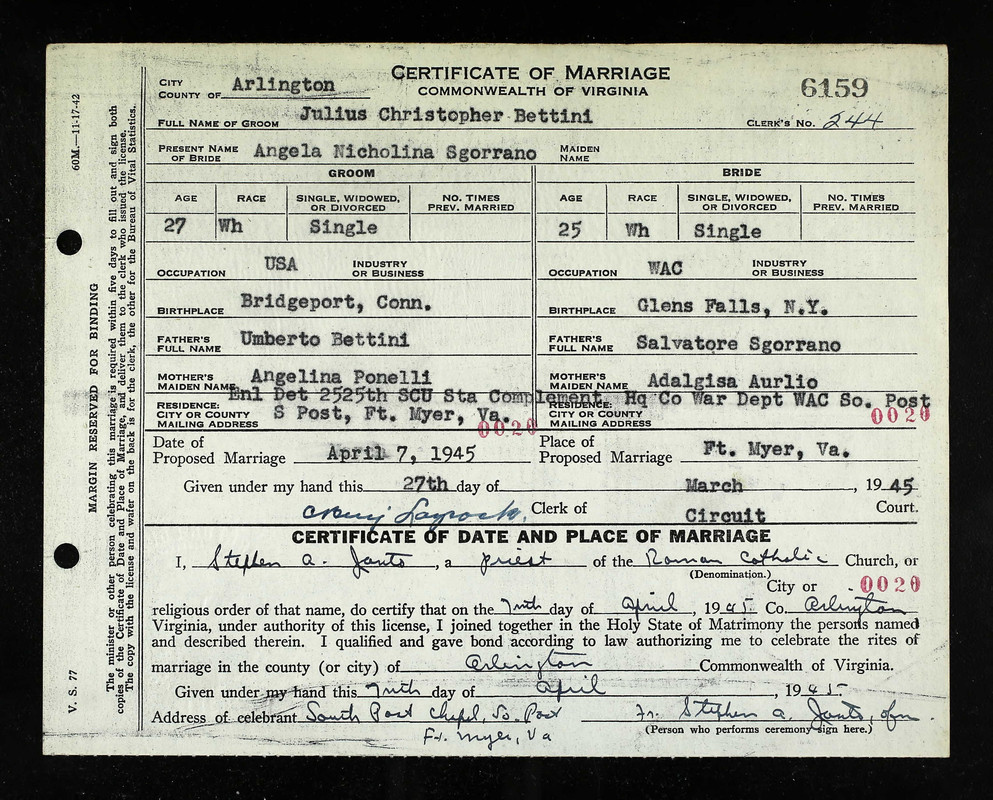 CERTIFICATE OF MARRIAGE
COMMONWEALTH OF VIRGINIA
6159
CITY
COUNTY OF Arlington
FULL NAME OF GROOM Julius Christopher Bettini CLERK'S NO. 244
PRESENT NAME OF BRIDE Angela Nicholina Sgorrano MAIDEN NAME
GROOM BRIDE
AGE RACE SINGLE, WIDOWED, OR DIVORCED NO. TIMES PREV. MARRIED AGE RACE SINGLE, WIDOWED, OR DIVORCED NO. TIMES PREV. MARRIED
27 Wh Single 25 Wh Single
OCCUPATION USA INDUSTRY OR BUSINESS OCCUPATION WAC INDUSTRY OR BUSINESS
BIRTHPLACE Bridgeport, Conn. BIRTHPLACE Glens Falls, N.Y.
FATHER'S FULL NAME Umberto Bettini FATHER'S FULL NAME Salvatore Sgorrano
MOTHER'S MAIDEN NAME Angelina Ponelli MOTHER'S MAIDEN NAME Adalgisa Aurlio
Enl Det 2525th SCU Sta Complement Hq Co War Dept WAC So. Post
RESIDENCE: CITY OR COUNTY MAILING ADDRESS S Post, Ft. Myer, Va. 0020 RESIDENCE: CITY OR COUNTY MAILING ADDRESS 0020
Date of Proposed Marriage April 7, 1945 Place of Proposed Marriage Ft. Myer, Va.
Given under my hand this 27th day of March, 1945
Clerk of Circuit Court.
CERTIFICATE OF DATE AND PLACE OF MARRIAGE
I, Stephen A. Janto, a priest of the Roman Catholic Church, or
(Denomination.)
City or 0020
religious order of that name, do certify that on the day of April, 1945 Co. Arlington
Virginia, under authority of this license, I joined together in the Holy State of Matrimony the persons named
and described therein. I qualified and gave bond according to law authorizing me to celebrate the rites of
marriage in the county (or city) of Arlington Commonwealth of Virginia.
Given under my hand this day of April, 1945.
Address of celebrant South Post Chapel, So. Post Fr. Stephen A. Janto, ofm.
Ft. Myer, Va (Person who performs ceremony sign here.)
60M.—11-17-42
MARGIN RESERVED FOR BINDING
V. S. 77
The minister or other person celebrating this marriage is required within five days to fill out and sign both
copies of the Certificate of Date and Place of Marriage, and deliver them to the clerk who issued the license.
The copy with the license and wafer on the back is for the clerk, the other for the Bureau of Vital Statistics.